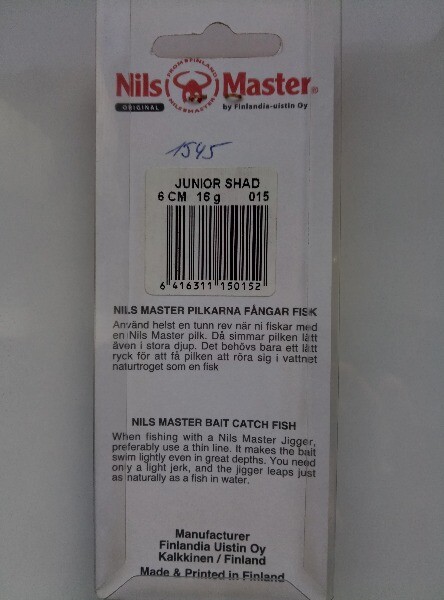 FROM FINLAND
Nils Master®
NILS MASTER
ORIGINAL by Finlandia-uistin Oy
1545
JUNIOR SHAD
6 CM 16 g 015
6 416311 150152
NILS MASTER PILKARNA FÅNGAR FISK
Använd helst en tunn rev när ni fiskar med
en Nils Master pilk. Då simmar pilken lätt
även i stora djup. Det behövs bara ett lätt
ryck för att få pilken att röra sig i vattnet
naturtroget som en fisk
NILS MASTER BAIT CATCH FISH
When fishing with a Nils Master Jigger,
preferably use a thin line. It makes the bait
swim lightly even in great depths. You need
only a light jerk, and the jigger leaps just
as naturally as a fish in water.
Manufacturer
Finlandia Uistin Oy
Kalkkinen / Finland
Made & Printed in Finland